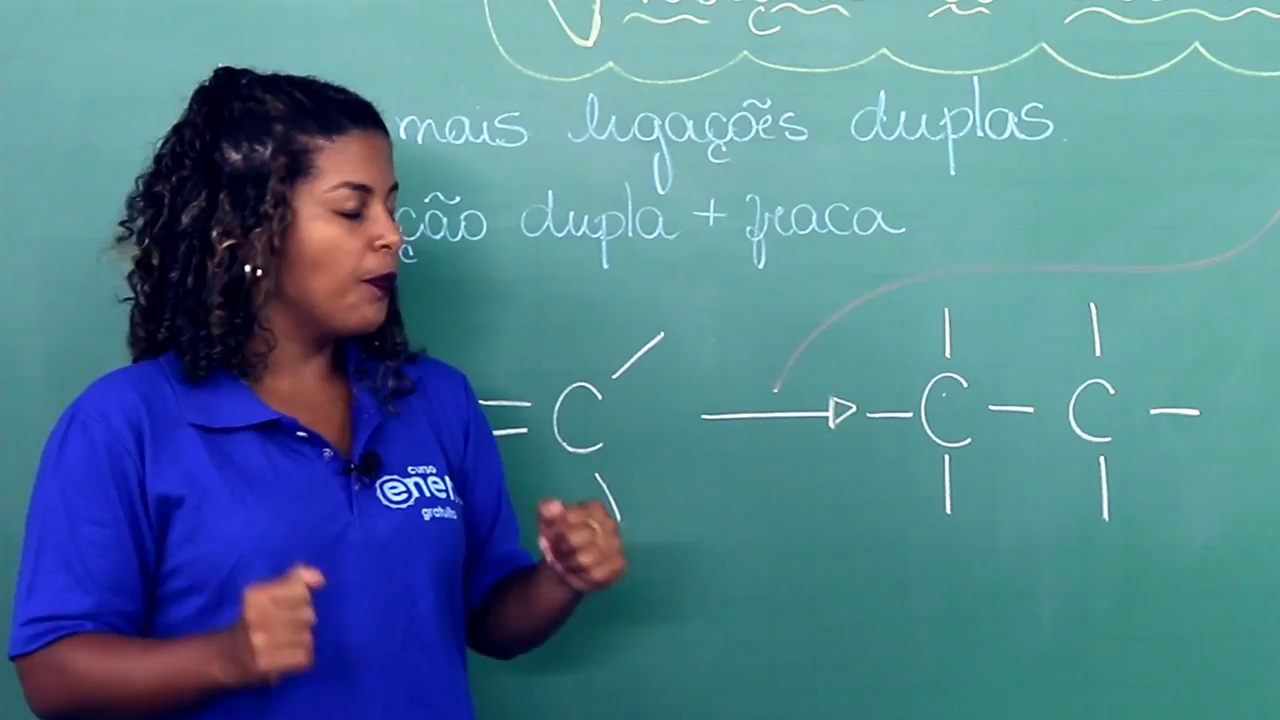 mais ligações duplas
ção dupla + fraca
= C
C - C -
curso
enem
gratuito